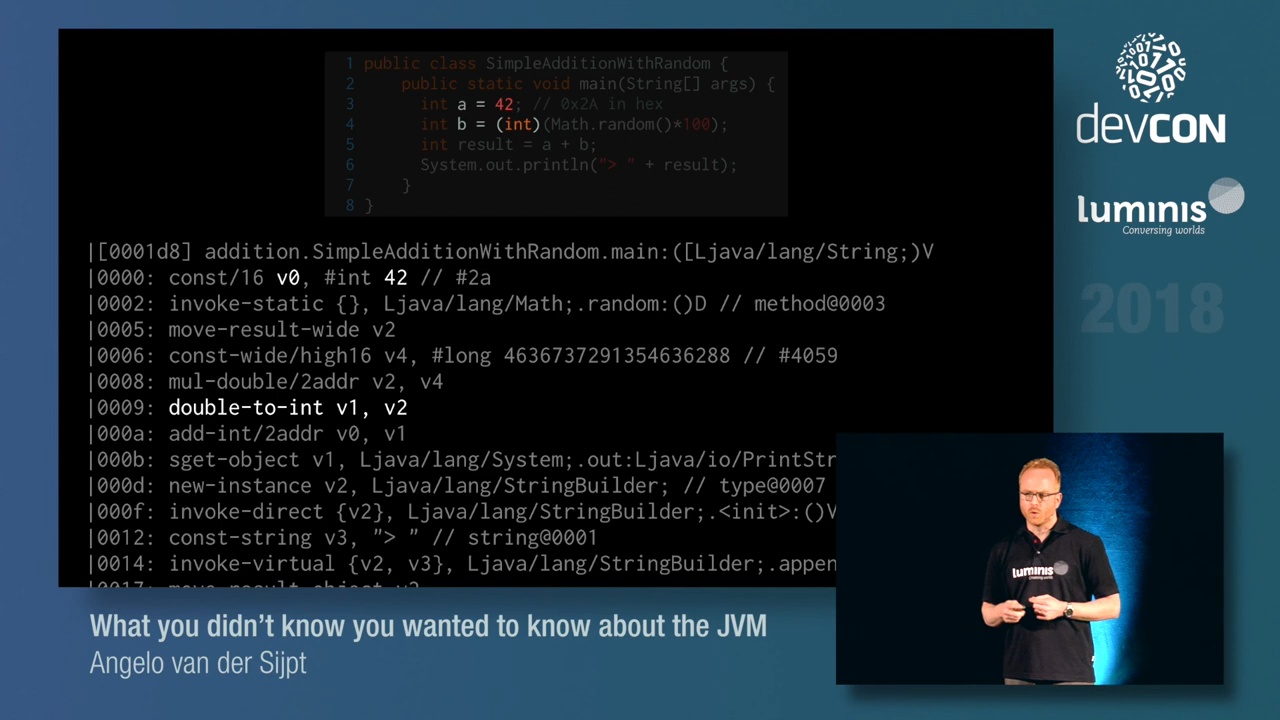 1 public class SimpleAdditionWithRandom {
2 public static void main(String[] args) {
3 int a = 42; // 0x2A in hex
4 int b = (int)(Math.random()*100);
5 int result = a + b;
6 System.out.println("> " + result);
7 }
8 }
|[0001d8] addition.SimpleAdditionWithRandom.main:([Ljava/lang/String;)V
|0000: const/16 v0, #int 42 // #2a
|0002: invoke-static {}, Ljava/lang/Math;.random:()D // method@0003
|0005: move-result-wide v2
|0006: const-wide/high16 v4, #long 4636737291354636288 // #4059
|0008: mul-double/2addr v2, v4
|0009: double-to-int v1, v2
|000a: add-int/2addr v0, v1
|000b: sget-object v1, Ljava/lang/System;.out:Ljava/io/PrintStr
|000d: new-instance v2, Ljava/lang/StringBuilder; // type@0007
|000f: invoke-direct {v2}, Ljava/lang/StringBuilder;.<init>:()V
|0012: const-string v3, "> " // string@0001
|0014: invoke-virtual {v2, v3}, Ljava/lang/StringBuilder;.appen
devCON
luminis
Conversing worlds
2018
luminis
What you didn't know you wanted to know about the JVM
Angelo van der Sijpt